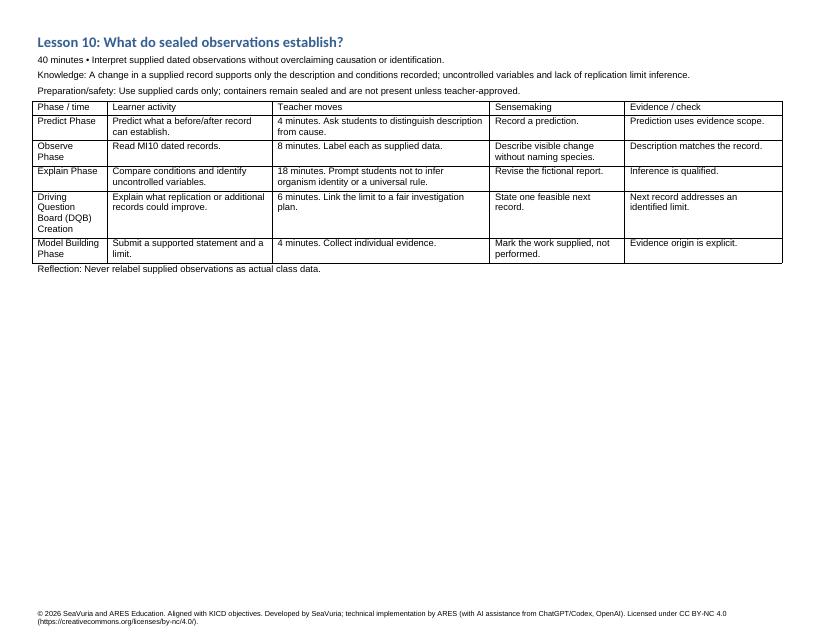 Lesson 10: What do sealed observations establish?
40 minutes • Interpret supplied dated observations without overclaiming causation or identification.
Knowledge: A change in a supplied record supports only the description and conditions recorded; uncontrolled variables and lack of replication limit inference.
Preparation/safety: Use supplied cards only; containers remain sealed and are not present unless teacher-approved.
Phase / time
Learner activity
Teacher moves
Sensemaking
Evidence / check
Predict Phase
Predict what a before/after record
can establish.
4 minutes. Ask students to distinguish description
from cause.
Record a prediction.
Prediction uses evidence scope.
Observe
Phase
Read MI10 dated records.
8 minutes. Label each as supplied data.
Describe visible change
without naming species.
Description matches the record.
Explain Phase
Compare conditions and identify
uncontrolled variables.
18 minutes. Prompt students not to infer
organism identity or a universal rule.
Revise the fictional report.
Inference is qualified.
Driving
Question
Board (DQB)
Creation
Explain what replication or additional
records could improve.
6 minutes. Link the limit to a fair investigation
plan.
State one feasible next
record.
Next record addresses an
identified limit.
Model Building
Phase
Submit a supported statement and a
limit.
4 minutes. Collect individual evidence.
Mark the work supplied, not
performed.
Evidence origin is explicit.
Reflection: Never relabel supplied observations as actual class data.
© 2026 SeaVuria and ARES Education. Aligned with KICD objectives. Developed by SeaVuria; technical implementation by ARES (with AI assistance from ChatGPT/Codex, OpenAI). Licensed under CC BY-NC 4.0
(https://creativecommons.org/licenses/by-nc/4.0/).